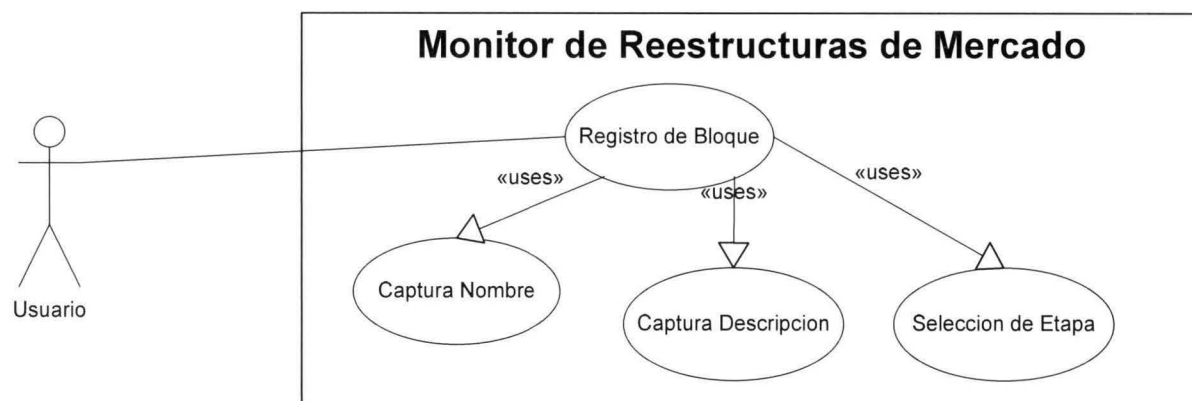 Monitor de Reestructuras de Mercado
Registro de Bloque
«uses»
«uses»
«uses»
Captura Nombre
Captura Descripcion
Seleccion de Etapa
Usuario